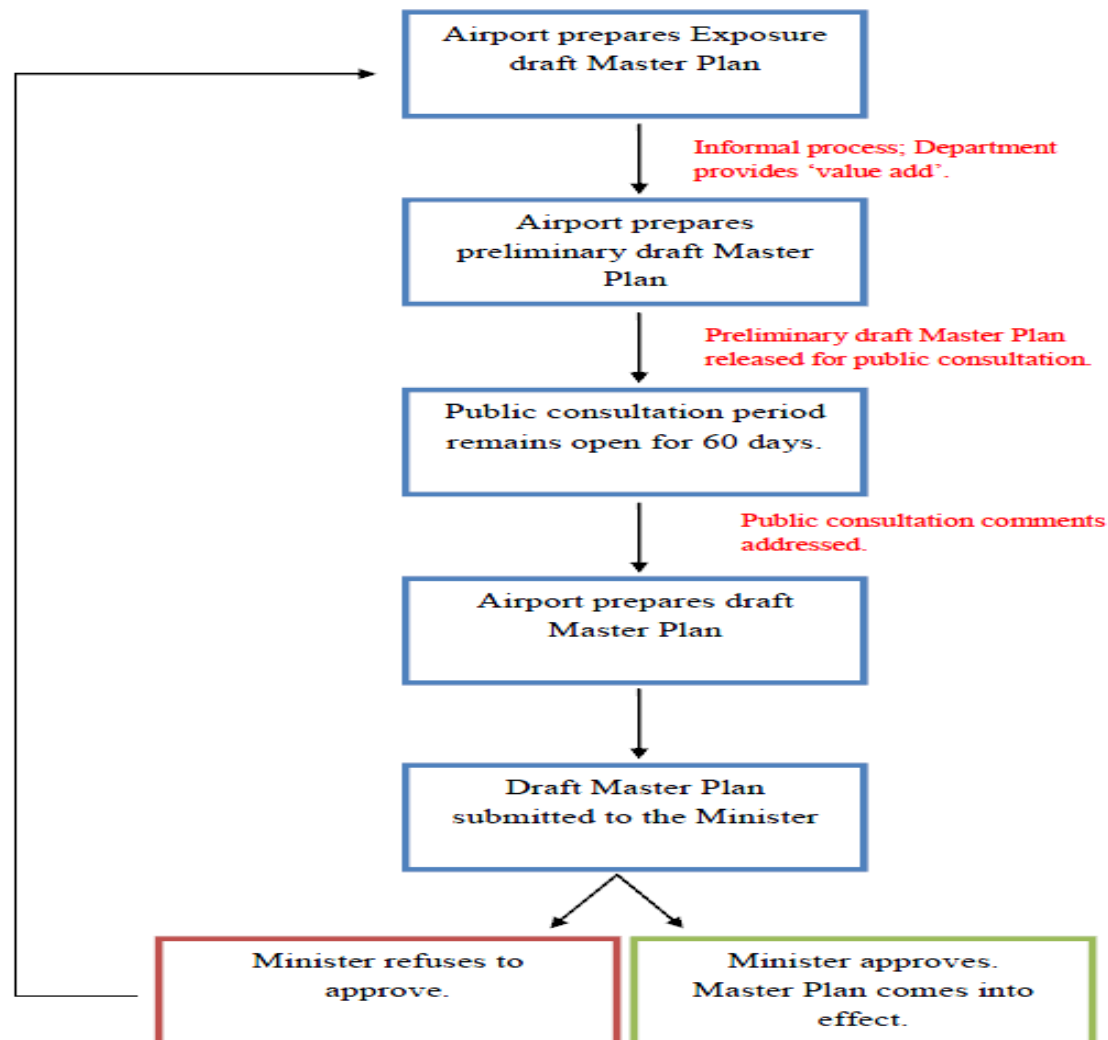 Airport prepares Exposure
draft Master Plan
Informal process; Department
provides ‘value add’.
Airport prepares
preliminary draft Master
Plan
Preliminary draft Master Plan
released for public consultation.
Public consultation period
remains open for 60 days.
Public consultation comments
addressed.
Airport prepares draft
Master Plan
Draft Master Plan
submitted to the Minister
Minister refuses to
approve.
Minister approves.
Master Plan comes into
effect.